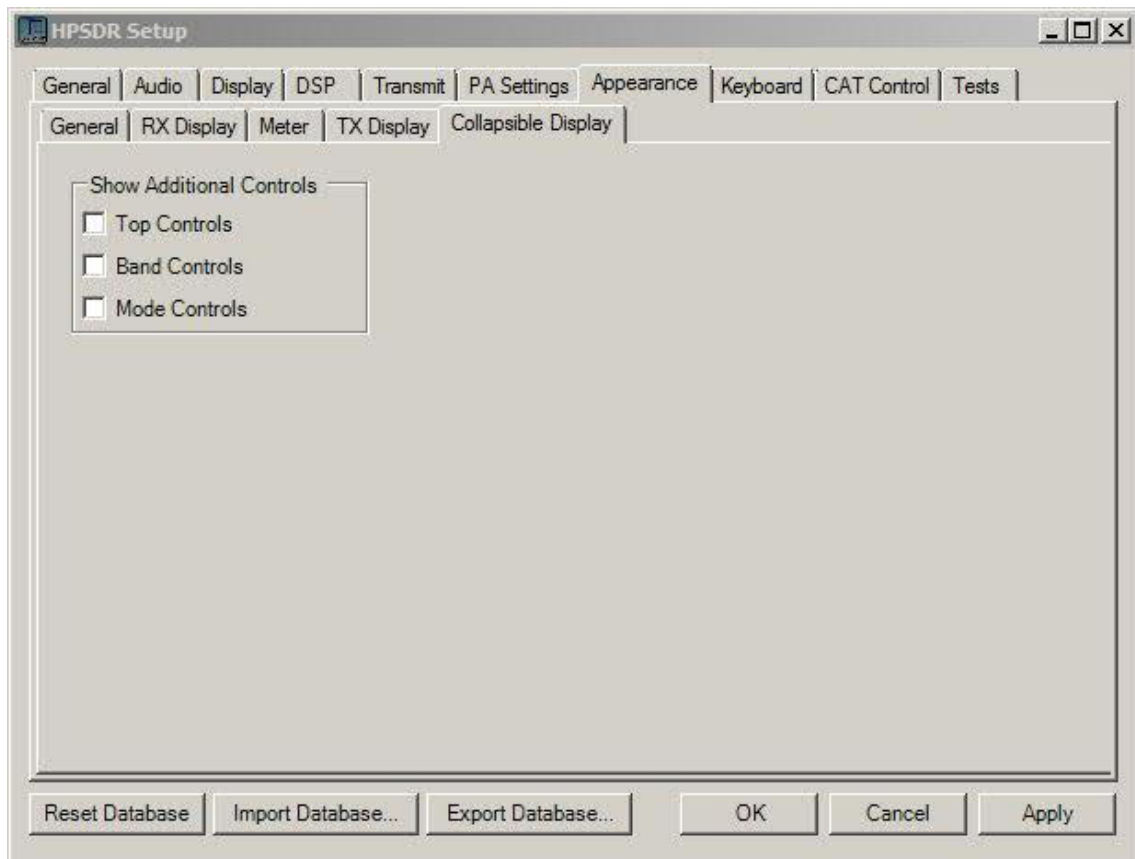 HPSDR Setup
General Audio Display DSP Transmit PA Settings Appearance Keyboard CAT Control Tests
General RX Display Meter TX Display Collapsible Display
Show Additional Controls
Top Controls
Band Controls
Mode Controls
Reset Database Import Database... Export Database... OK Cancel Apply